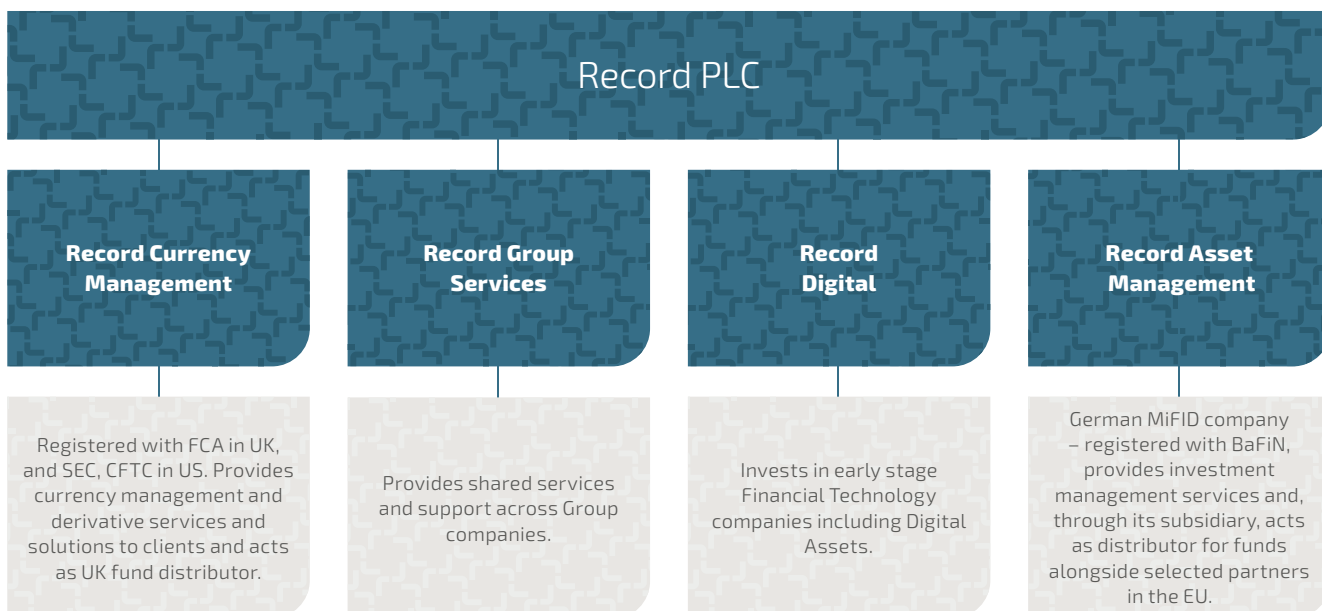 Record PLC
Record Currency
Management
Record Group
Services
Record
Digital
Record Asset
Management
Registered with FCA in UK,
and SEC, CFTC in US. Provides
currency management and
derivative services and
solutions to clients and acts
as UK fund distributor.
Provides shared services
and support across Group
companies.
Invests in early stage
Financial Technology
companies including Digital
Assets.
German MiFID company
– registered with BaFiN,
provides investment
management services and,
through its subsidiary, acts
as distributor for funds
alongside selected partners
in the EU.